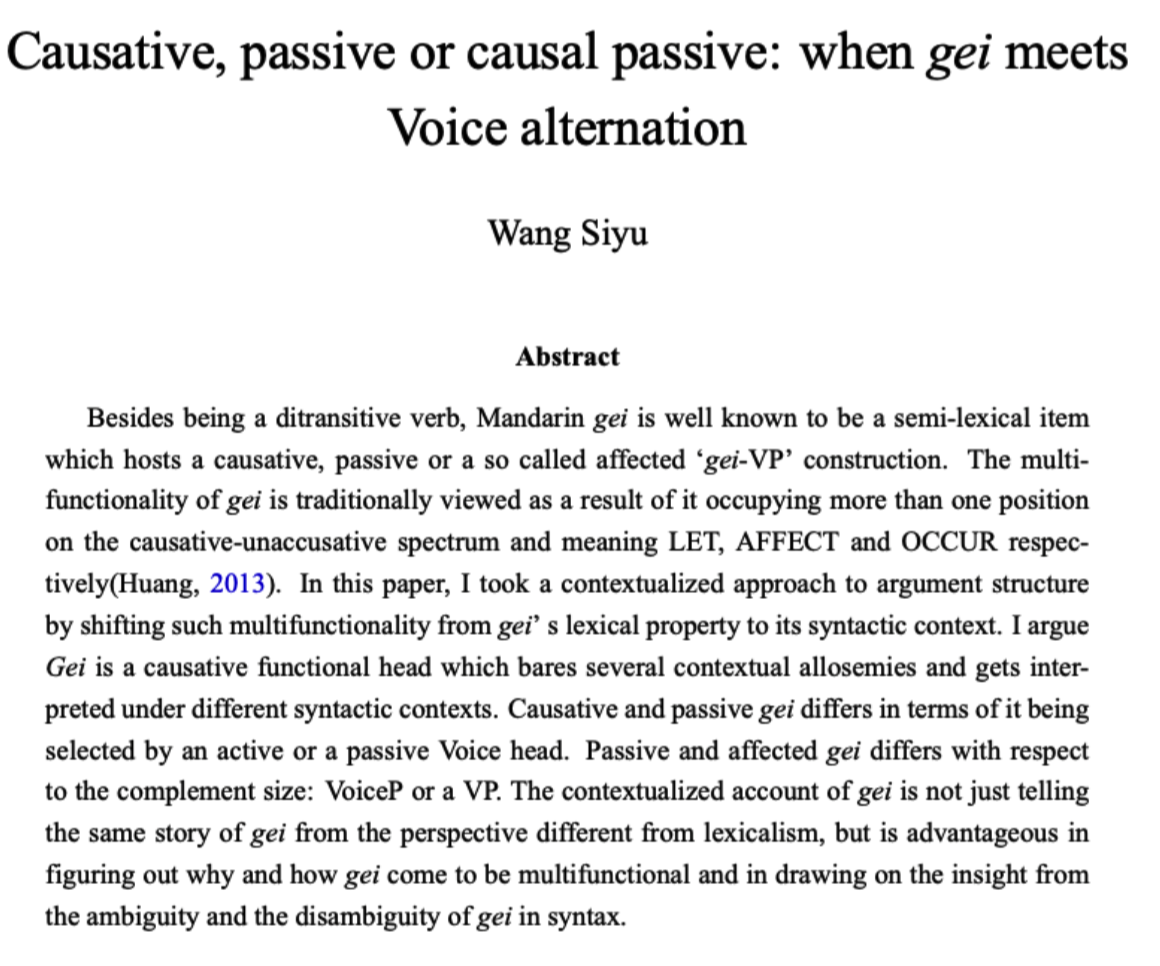 Causative, passive or causal passive: when gei meets
Voice alternation
Wang Siyu
Abstract
Besides being a ditransitive verb, Mandarin gei is well known to be a semi-lexical item
which hosts a causative, passive or a so called affected ‘gei-VP’ construction. The multi-
functionality of gei is traditionally viewed as a result of it occupying more than one position
on the causative-unaccusative spectrum and meaning LET, AFFECT and OCCUR respec-
tively(Huang, 2013). In this paper, I took a contextualized approach to argument structure
by shifting such multifunctionality from gei’ s lexical property to its syntactic context. I argue
Gei is a causative functional head which bares several contextual allosemies and gets inter-
preted under different syntactic contexts. Causative and passive gei differs in terms of it being
selected by an active or a passive Voice head. Passive and affected gei differs with respect
to the complement size: VoiceP or a VP. The contextualized account of gei is not just telling
the same story of gei from the perspective different from lexicalism, but is advantageous in
figuring out why and how gei come to be multifunctional and in drawing on the insight from
the ambiguity and the disambiguity of gei in syntax.